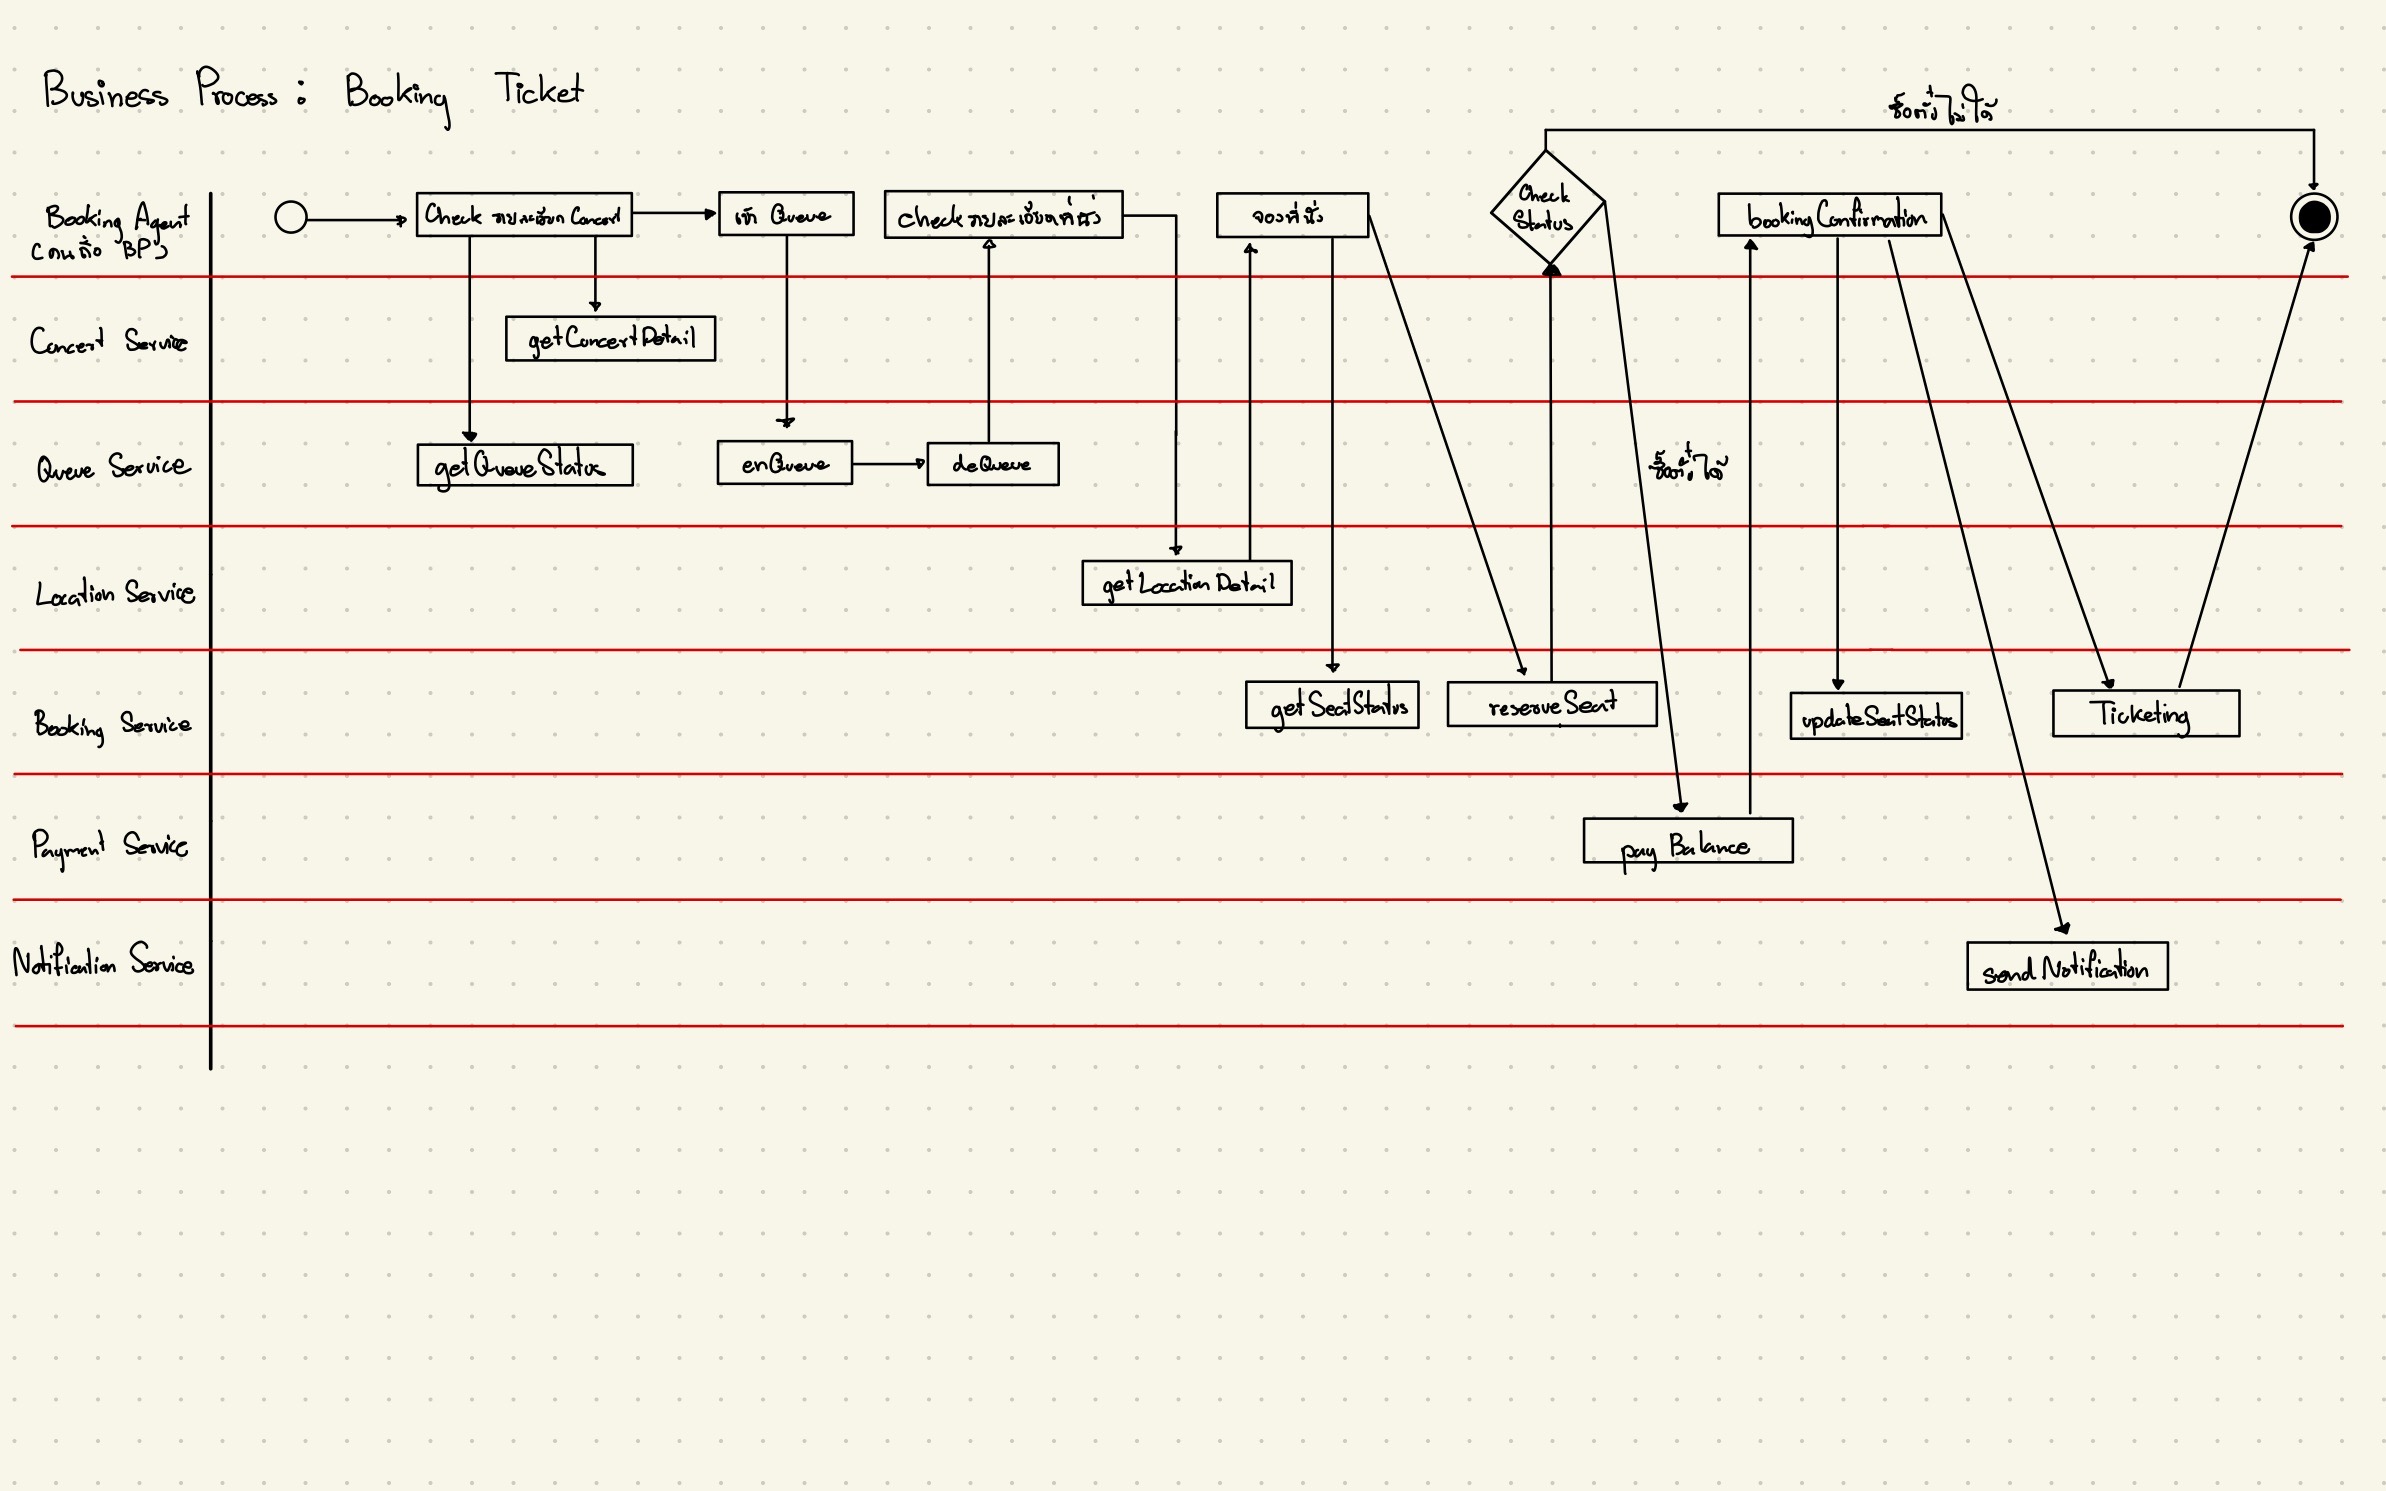 Business Process : Booking Ticket
ซื้อตั๋วไม่ได้
Booking Agent
(คนถือ BP)
Check รายละเอียด Concert
เข้า Queue
check รายละเอียดที่นั่ง
จองที่นั่ง
Check
Status
booking Confirmation
Concert Service
getConcertDetail
Queue Service
getQueueStatus
enQueue
deQueue
ซื้อตั๋วได้
Location Service
getLocation Detail
Booking Service
getSeatStatus
reserveSeat
updateSeatStatus
Ticketing
Payment Service
pay Balance
Notification Service
send Notification